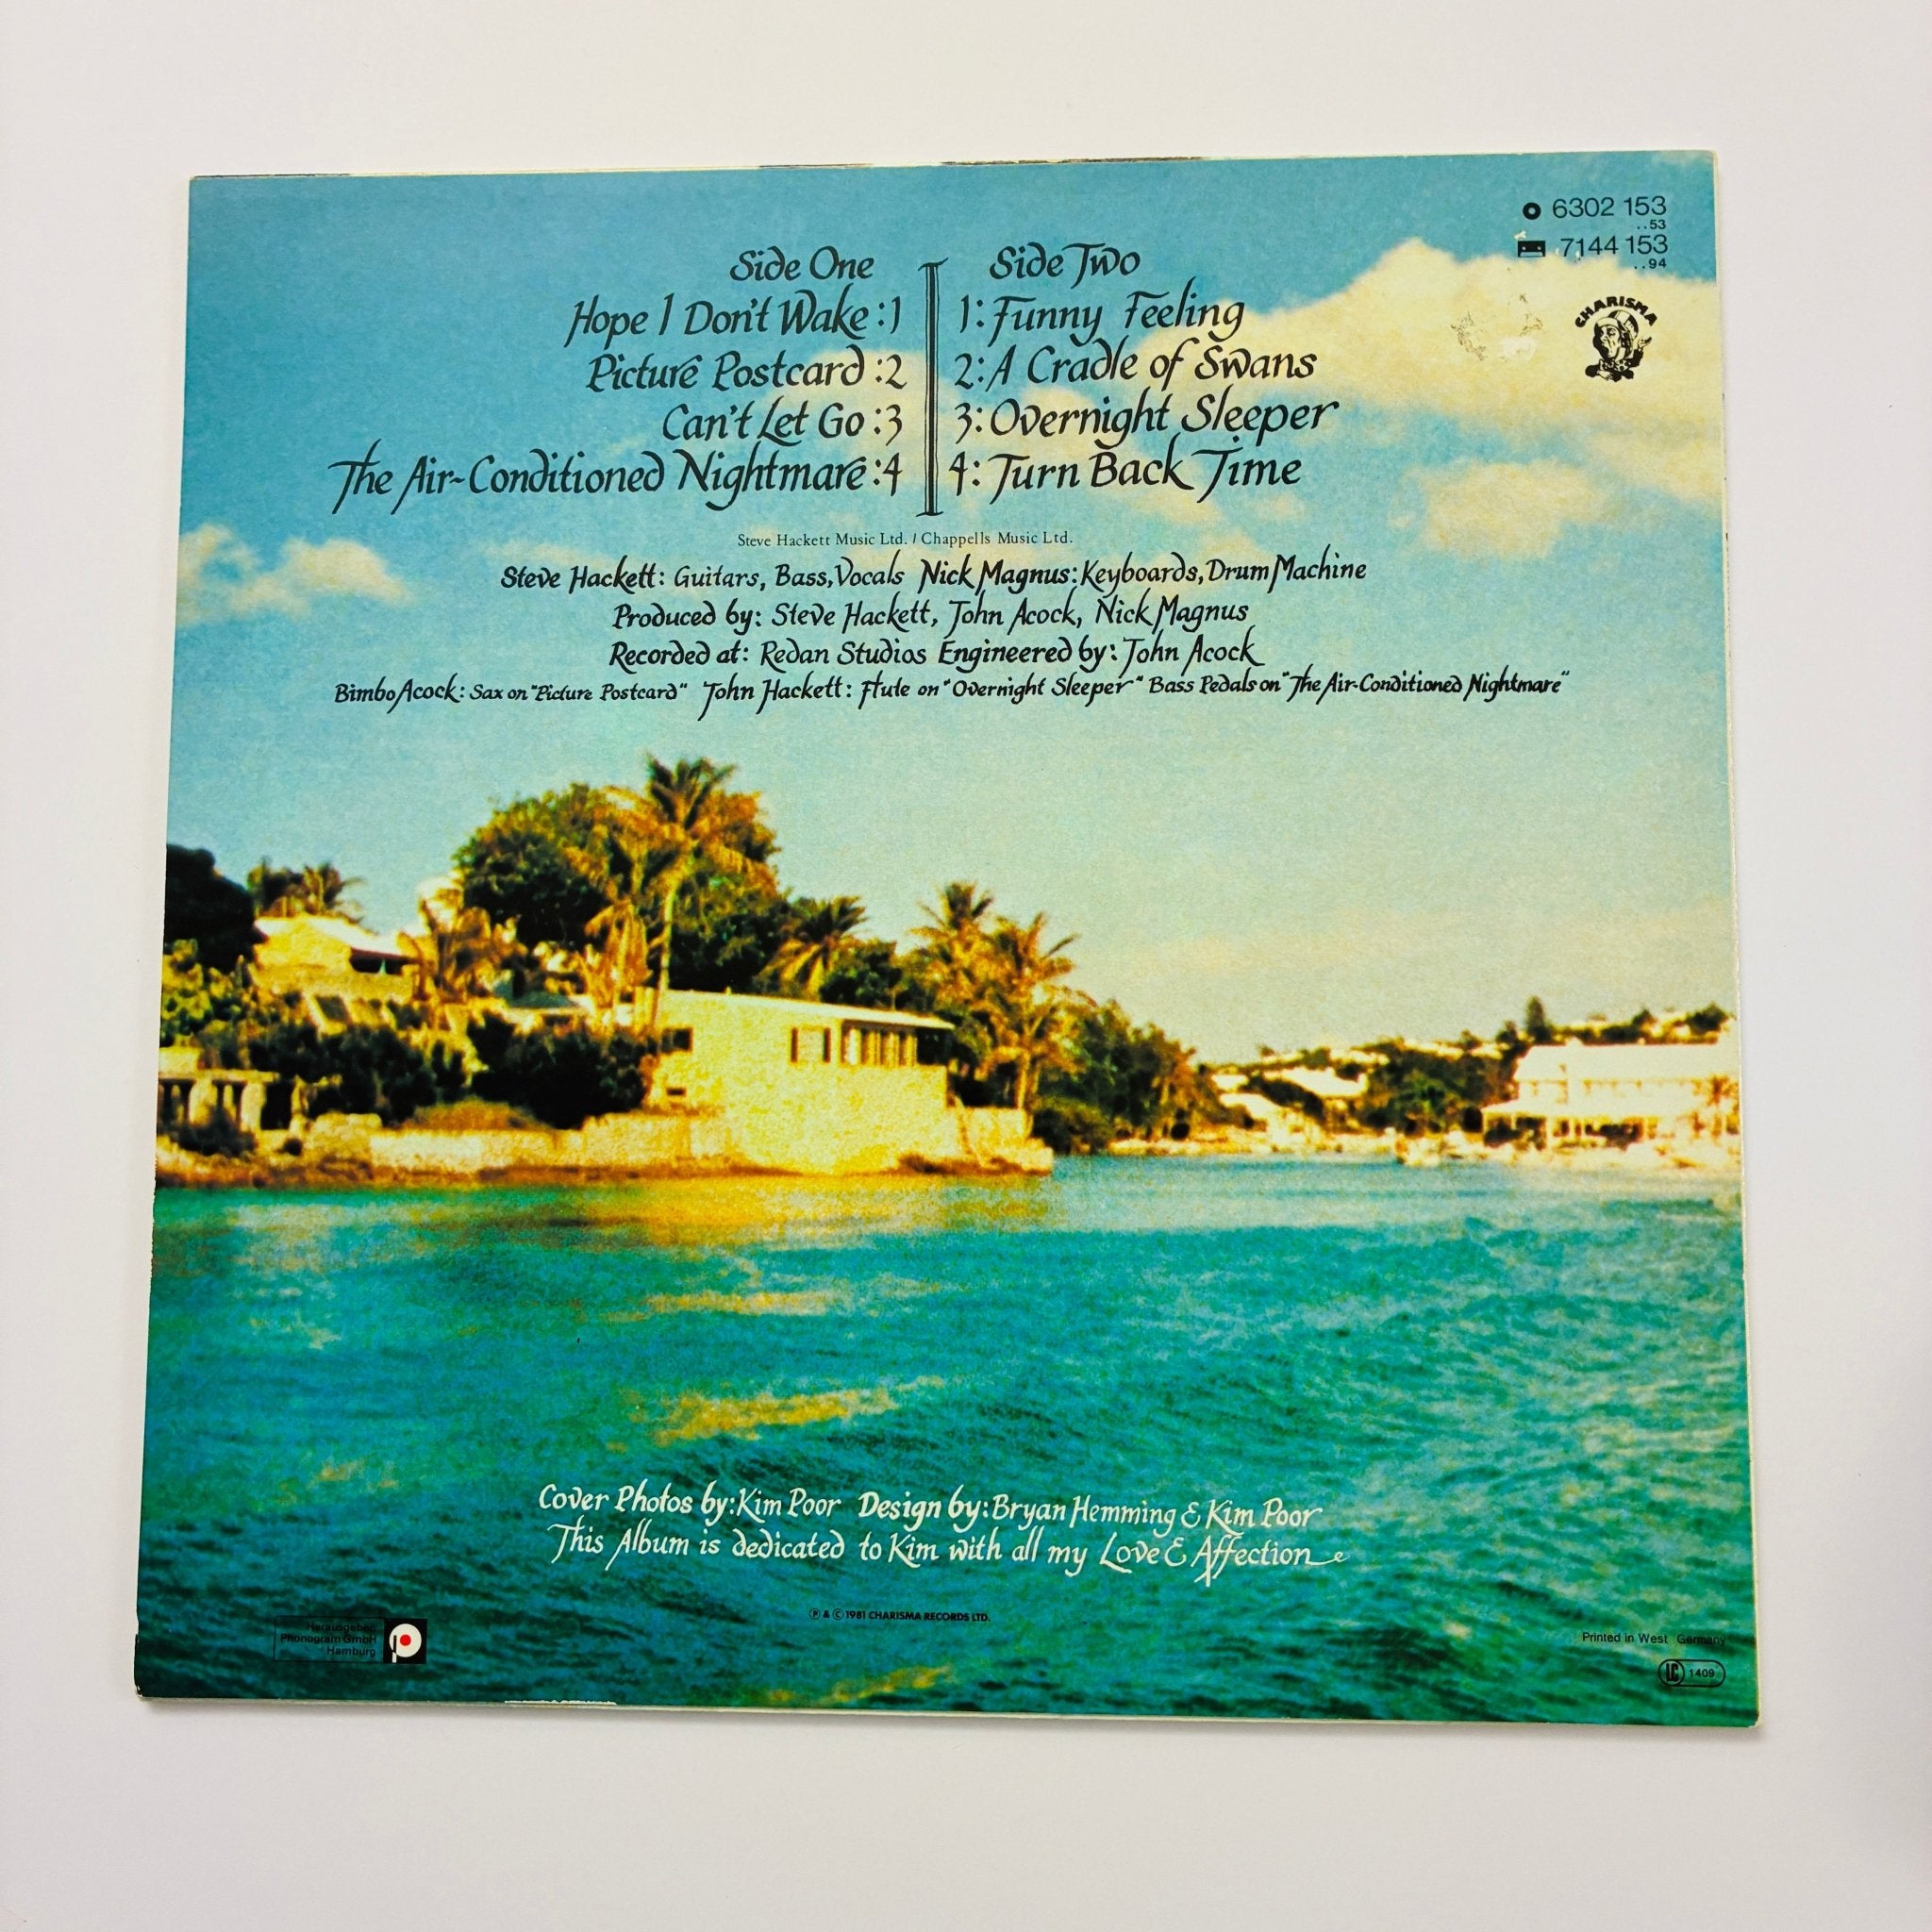 6302 153
..53
7144 153
..94
CHARISMA
Side One
Hope I Don't Wake :1
Picture Postcard :2
Can't Let Go :3
The Air-Conditioned Nightmare :4
Side Two
1: Funny Feeling
2: A Cradle of Swans
3: Overnight Sleeper
4: Turn Back Time
Steve Hackett Music Ltd. / Chappells Music Ltd.
Steve Hackett: Guitars, Bass, Vocals Nick Magnus: Keyboards, Drum Machine
Produced by: Steve Hackett, John Acock, Nick Magnus
Recorded at: Redan Studios Engineered by: John Acock
Bimbo Acock: Sax on "Picture Postcard" John Hackett: Flute on "Overnight Sleeper" Bass Pedals on "The Air-Conditioned Nightmare"
Cover Photos by: Kim Poor Design by: Bryan Hemming & Kim Poor
This Album is dedicated to Kim with all my Love & Affection
℗ & © 1981 CHARISMA RECORDS LTD.
Herausgeber:
Phonogram GmbH
Hamburg
Printed in West Germany
LC 1409